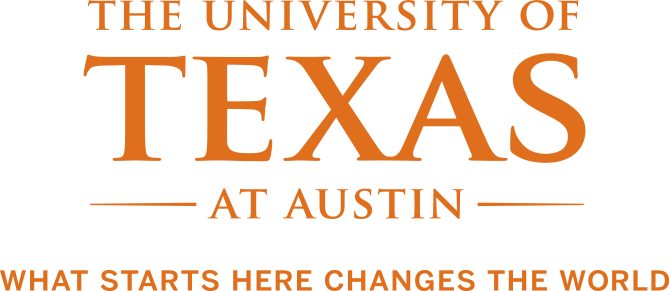 THE UNIVERSITY OF
TEXAS
AT AUSTIN
WHAT STARTS HERE CHANGES THE WORLD